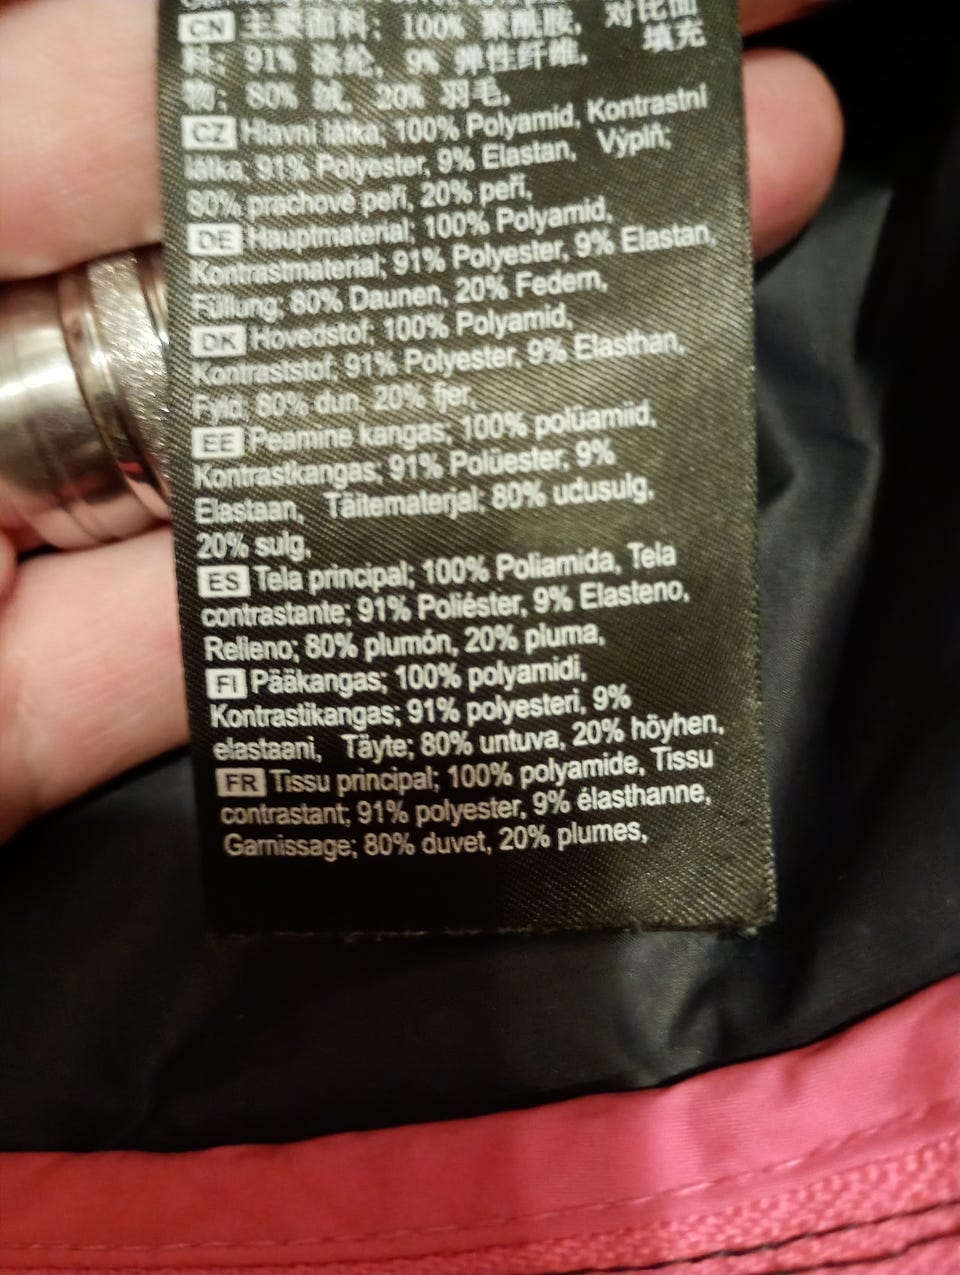 CN 主要面料; 100% 聚酰胺, 对比面
料; 91% 涤纶, 9% 弹性纤维, 填充
物; 80% 绒, 20% 羽毛,
CZ Hlavní látka; 100% Polyamid, Kontrastní
látka; 91% Polyester, 9% Elastan, Výplň;
80% prachové peří, 20% peří,
DE Hauptmaterial; 100% Polyamid,
Kontrastmaterial; 91% Polyester, 9% Elastan,
Füllung; 80% Daunen, 20% Federn,
DK Hovedstof; 100% Polyamid,
Kontraststof; 91% Polyester, 9% Elasthan,
Fyld; 80% dun, 20% fjer,
EE Peamine kangas; 100% polüamiid,
Kontrastkangas; 91% Polüester, 9%
Elastaan, Täitematerjal; 80% udusulg,
20% sulg,
ES Tela principal; 100% Poliamida, Tela
contrastante; 91% Poliéster, 9% Elasteno,
Relleno; 80% plumón, 20% pluma,
FI Pääkangas; 100% polyamidi,
Kontrastikangas; 91% polyesteri, 9%
elastaani, Täyte; 80% untuva, 20% höyhen,
FR Tissu principal; 100% polyamide, Tissu
contrastant; 91% polyester, 9% élasthanne,
Garnissage; 80% duvet, 20% plumes,